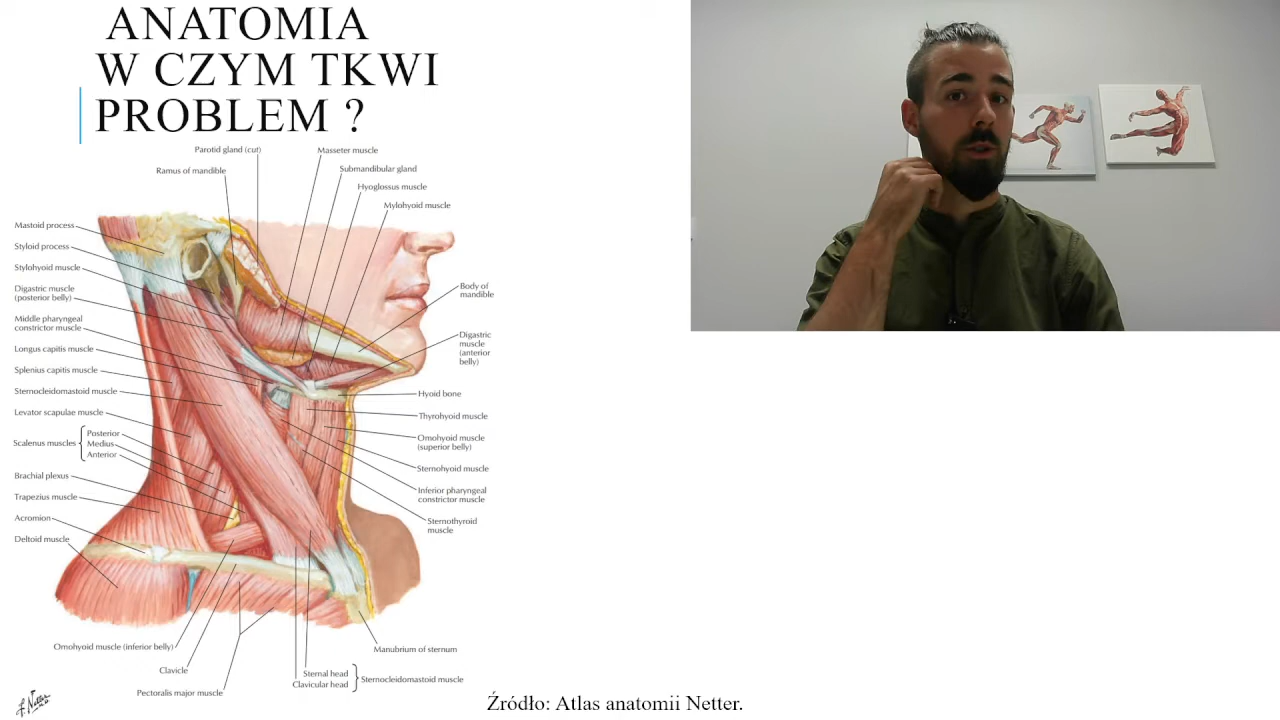 ANATOMIA
W CZYM TKWI
PROBLEM ?
Parotid gland (cut)
Masseter muscle
Ramus of mandible
Submandibular gland
Hyoglossus muscle
Mylohyoid muscle
Mastoid process
Styloid process
Stylohyoid muscle
Digastric muscle
(posterior belly)
Middle pharyngeal
constrictor muscle
Longus capitis muscle
Splenius capitis muscle
Sternocleidomastoid muscle
Levator scapulae muscle
Scalenus muscles
Posterior
Medius
Anterior
Brachial plexus
Trapezius muscle
Acromion
Deltoid muscle
Body of
mandible
Digastric
muscle
(anterior
belly)
Hyoid bone
Thyrohyoid muscle
Omohyoid muscle
(superior belly)
Sternohyoid muscle
Inferior pharyngeal
constrictor muscle
Sternothyroid
muscle
Omohyoid muscle (inferior belly)
Clavicle
Pectoralis major muscle
Manubrium of sternum
Sternal head
Clavicular head
Sternocleidomastoid muscle
Źródło: Atlas anatomii Netter.